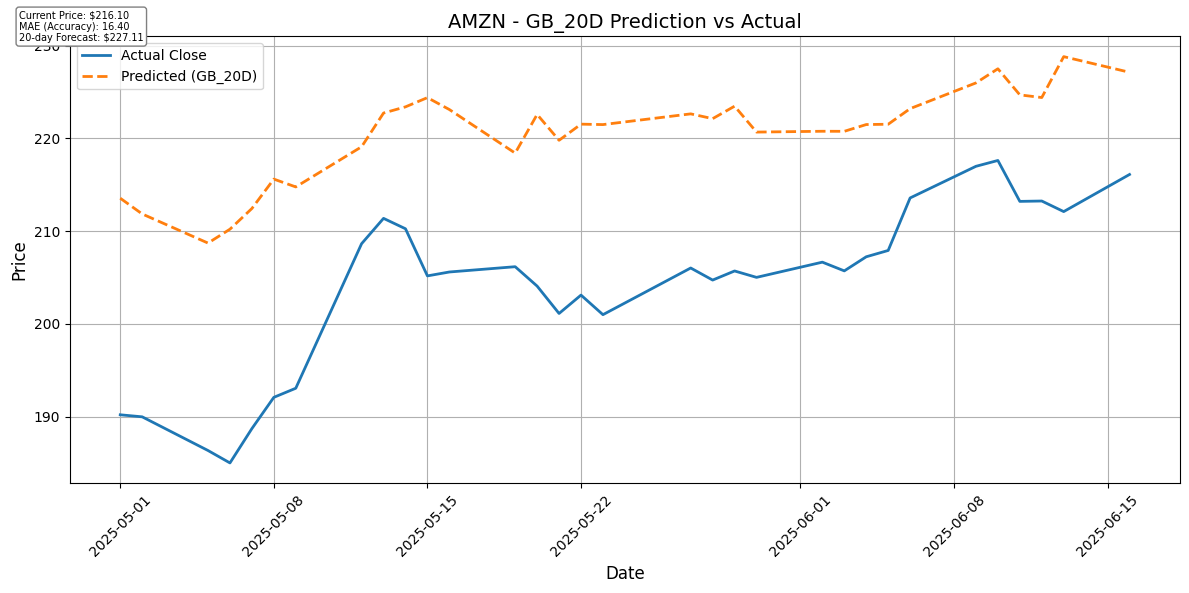 Current Price: $216.10
MAE (Accuracy): 16.40
20-day Forecast: $227.11
AMZN - GB_20D Prediction vs Actual
Actual Close
Predicted (GB_20D)
Price
230
220
210
200
190
2025-05-01
2025-05-08
2025-05-15
2025-05-22
2025-06-01
2025-06-08
2025-06-15
Date